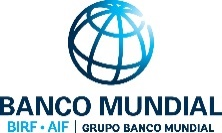 BANCO MUNDIAL
BIRF • AIF | GRUPO BANCO MUNDIAL